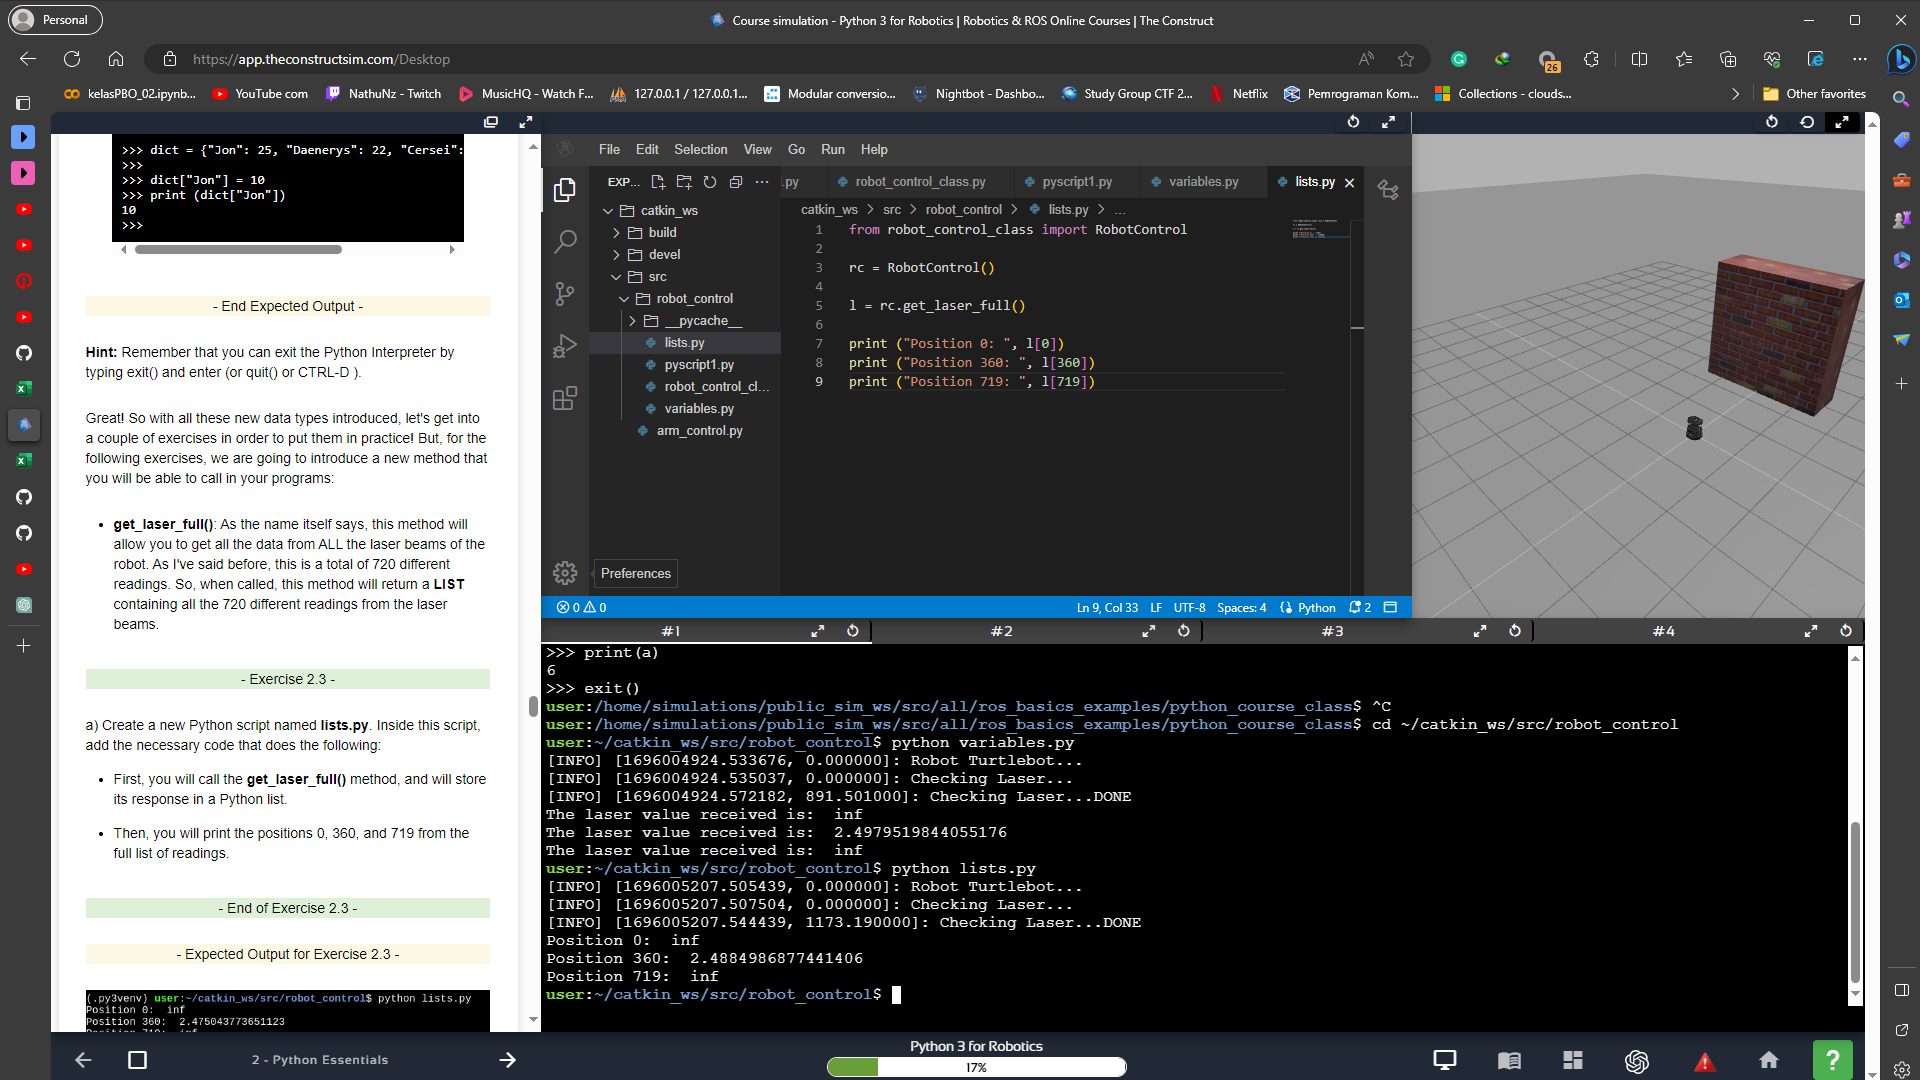 Personal
Course simulation - Python 3 for Robotics | Robotics & ROS Online Courses | The Construct
https://app.theconstructsim.com/Desktop
26
kelasPBO_02.ipynb...
YouTube com
NathuNz - Twitch
MusicHQ - Watch F...
127.0.0.1 / 127.0.0.1...
Modular conversio...
Nightbot - Dashbo...
Study Group CTF 2...
Netflix
Pemrograman Kom...
Collections - clouds...
Other favorites
>>> dict = {"Jon": 25, "Daenerys": 22, "Cersei":
>>>
>>> dict["Jon"] = 10
>>> print (dict["Jon"])
10
>>>
- End Expected Output -
Hint: Remember that you can exit the Python Interpreter by
typing exit() and enter (or quit() or CTRL-D ).
Great! So with all these new data types introduced, let's get into
a couple of exercises in order to put them in practice! But, for the
following exercises, we are going to introduce a new method that
you will be able to call in your programs:
• get_laser_full(): As the name itself says, this method will
allow you to get all the data from ALL the laser beams of the
robot. As I've said before, this is a total of 720 different
readings. So, when called, this method will return a LIST
containing all the 720 different readings from the laser
beams.
- Exercise 2.3 -
a) Create a new Python script named lists.py. Inside this script,
add the necessary code that does the following:
• First, you will call the get_laser_full() method, and will store
its response in a Python list.
• Then, you will print the positions 0, 360, and 719 from the
full list of readings.
- End of Exercise 2.3 -
- Expected Output for Exercise 2.3 -
(.py3venv) user:~/catkin_ws/src/robot_control$ python lists.py
Position 0:  inf
Position 360:  2.475043773651123
File Edit Selection View Go Run Help
EXP...
catkin_ws
build
devel
src
robot_control
__pycache__
lists.py
pyscript1.py
robot_control_cl...
variables.py
arm_control.py
Preferences
.py
robot_control_class.py
pyscript1.py
variables.py
lists.py
catkin_ws > src > robot_control > lists.py > ...
1 from robot_control_class import RobotControl
2
3 rc = RobotControl()
4
5 l = rc.get_laser_full()
6
7 print ("Position 0: ", l[0])
8 print ("Position 360: ", l[360])
9 print ("Position 719: ", l[719])
0 0
Ln 9, Col 33 LF UTF-8 Spaces: 4 Python 2
#1 #2 #3 #4
>>> print(a)
6
>>> exit()
user:/home/simulations/public_sim_ws/src/all/ros_basics_examples/python_course_class$ ^C
user:/home/simulations/public_sim_ws/src/all/ros_basics_examples/python_course_class$ cd ~/catkin_ws/src/robot_control
user:~/catkin_ws/src/robot_control$ python variables.py
[INFO] [1696004924.533676, 0.000000]: Robot Turtlebot...
[INFO] [1696004924.535037, 0.000000]: Checking Laser...
[INFO] [1696004924.572182, 891.501000]: Checking Laser...DONE
The laser value received is:  inf
The laser value received is:  2.4979519844055176
The laser value received is:  inf
user:~/catkin_ws/src/robot_control$ python lists.py
[INFO] [1696005207.505439, 0.000000]: Robot Turtlebot...
[INFO] [1696005207.507504, 0.000000]: Checking Laser...
[INFO] [1696005207.544439, 1173.190000]: Checking Laser...DONE
Position 0:  inf
Position 360:  2.4884986877441406
Position 719:  inf
user:~/catkin_ws/src/robot_control$
2 - Python Essentials
Python 3 for Robotics
17%
?